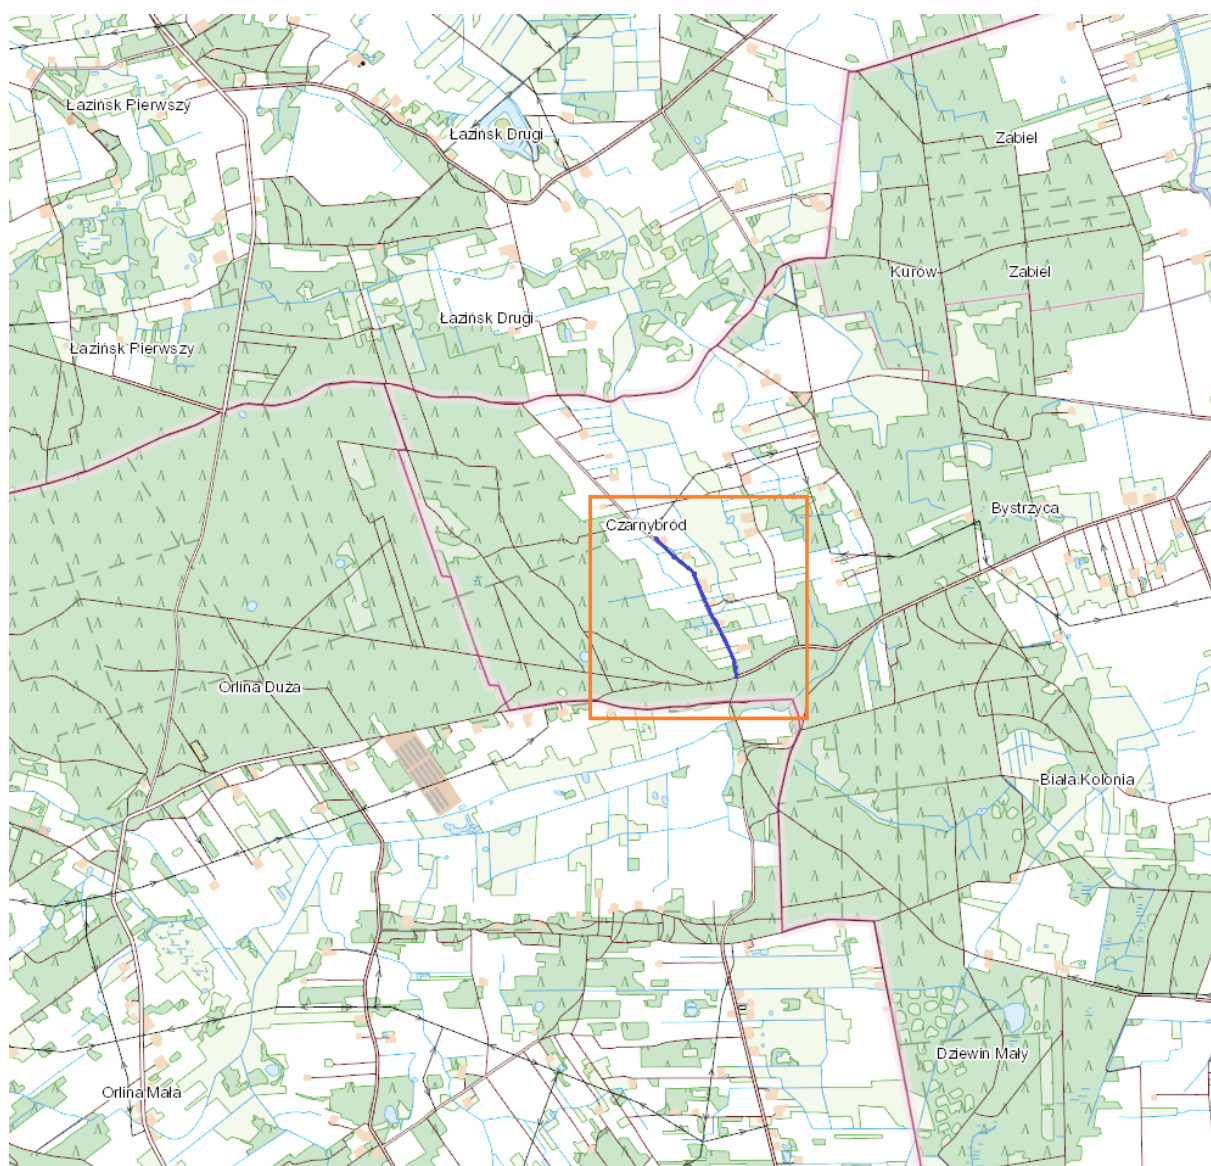 Łazińsk Pierwszy
Łazińsk Drugi
Zabiel
Kurów
Zabiel
Łazińsk Drugi
Łazińsk Pierwszy
Bystrzyca
Czarnybród
Orlina Duża
Biała Kolonia
Dziewin Mały
Orlina Mała